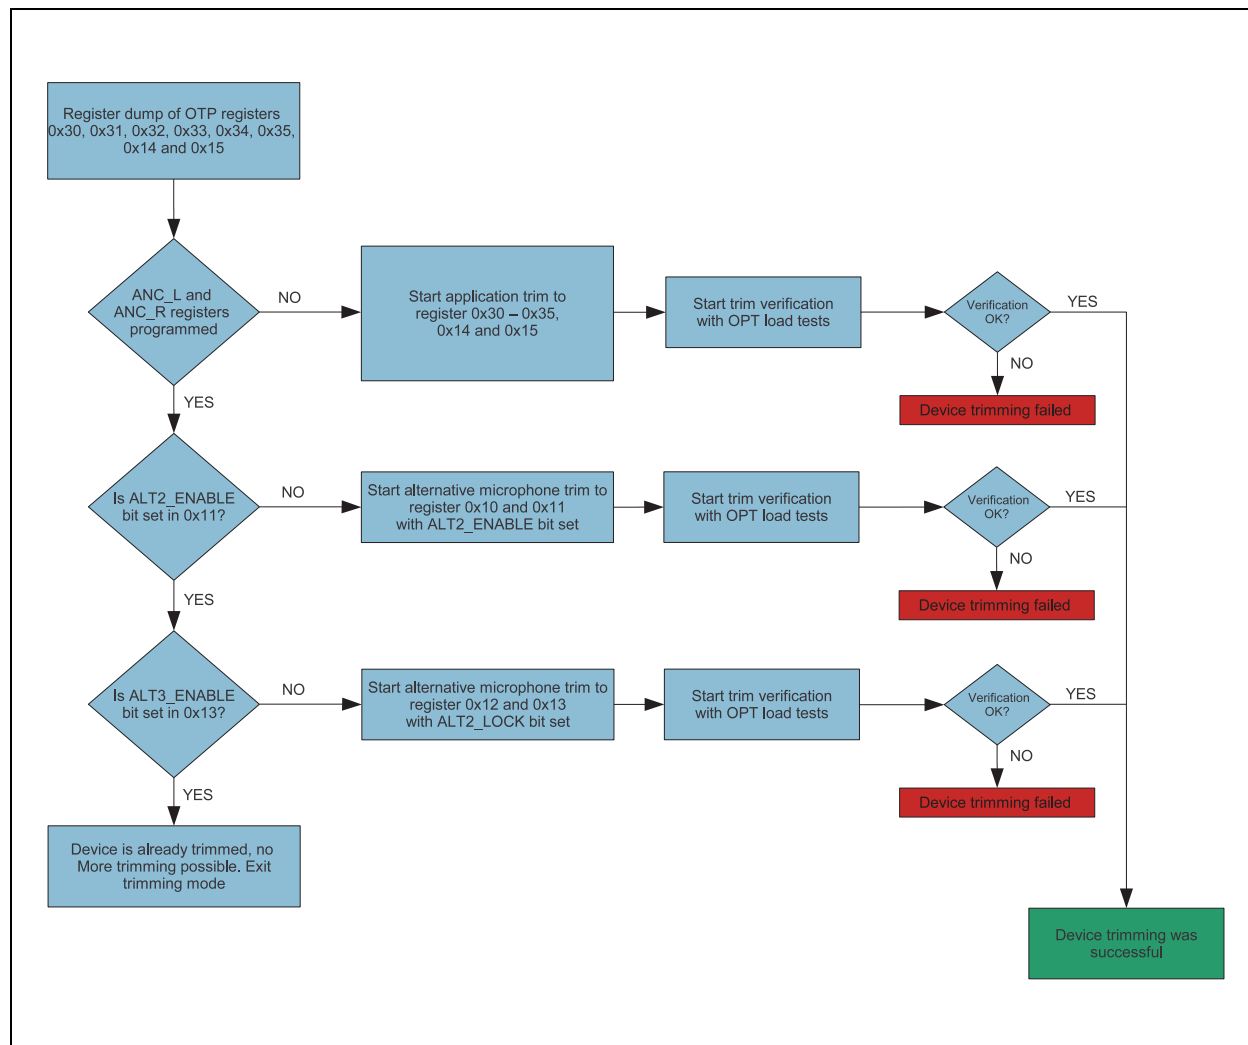 Register dump of OTP registers
0x30, 0x31, 0x32, 0x33, 0x34, 0x35,
0x14 and 0x15
ANC_L and
ANC_R registers
programmed
NO
Start application trim to
register 0x30 – 0x35,
0x14 and 0x15
Start trim verification
with OPT load tests
Verification
OK?
YES
NO
Device trimming failed
YES
Is ALT2_ENABLE
bit set in 0x11?
NO
Start alternative microphone trim to
register 0x10 and 0x11
with ALT2_ENABLE bit set
Start trim verification
with OPT load tests
Verification
OK?
YES
NO
Device trimming failed
YES
Is ALT3_ENABLE
bit set in 0x13?
NO
Start alternative microphone trim to
register 0x12 and 0x13
with ALT2_LOCK bit set
Start trim verification
with OPT load tests
Verification
OK?
YES
NO
Device trimming failed
YES
Device is already trimmed, no
More trimming possible. Exit
trimming mode
Device trimming was
successful